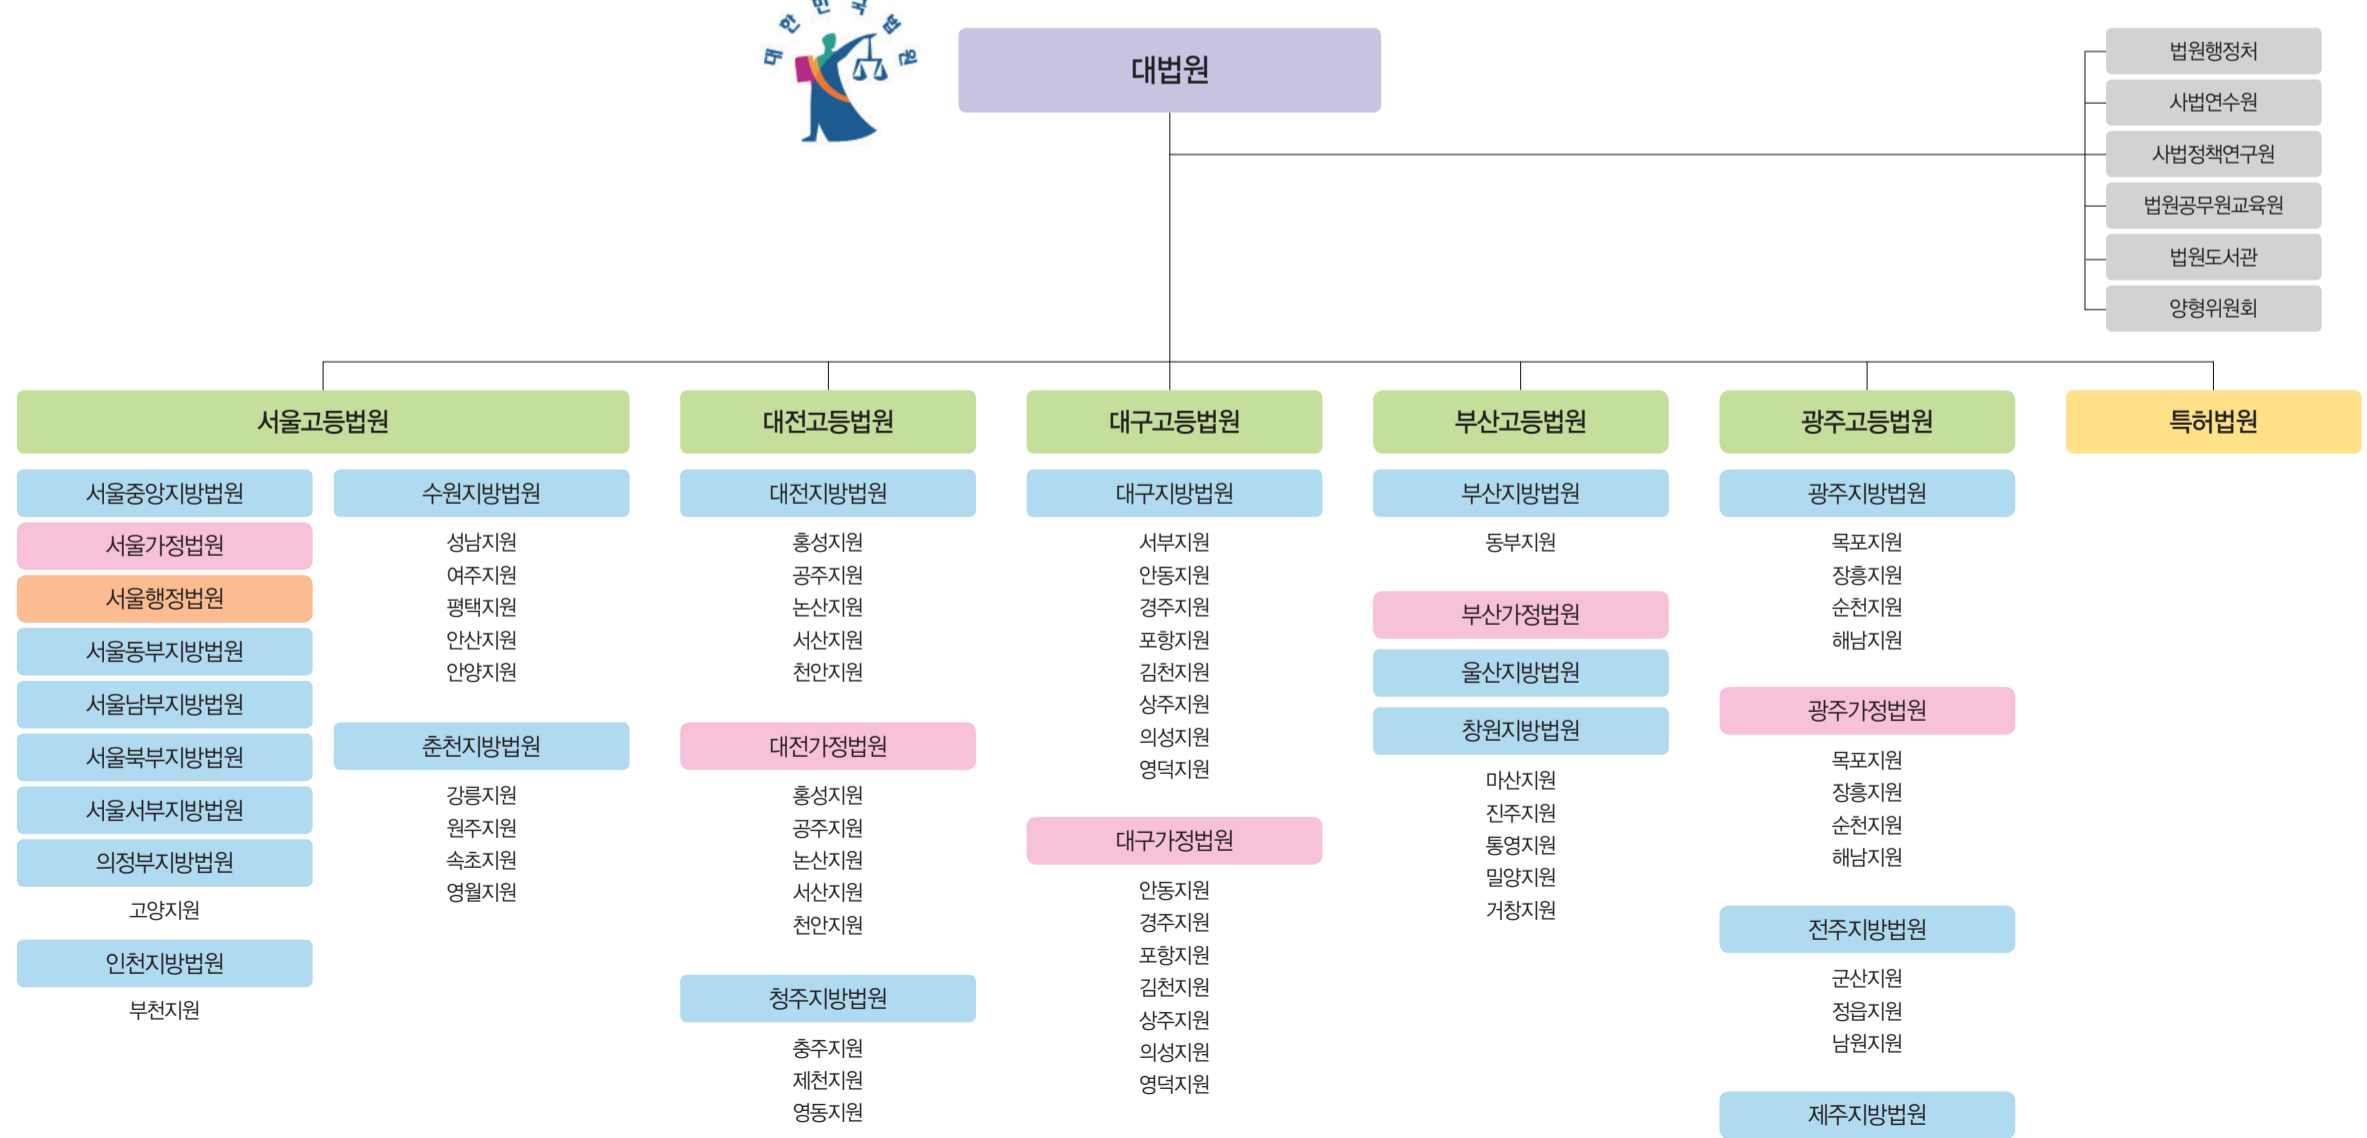 대한민국법원
대법원
법원행정처
사법연수원
사법정책연구원
법원공무원교육원
법원도서관
양형위원회
서울고등법원
서울중앙지방법원
서울가정법원
서울행정법원
서울동부지방법원
서울남부지방법원
서울북부지방법원
서울서부지방법원
의정부지방법원
고양지원
인천지방법원
부천지원
수원지방법원
성남지원
여주지원
평택지원
안산지원
안양지원
춘천지방법원
강릉지원
원주지원
속초지원
영월지원
대전고등법원
대전지방법원
홍성지원
공주지원
논산지원
서산지원
천안지원
대전가정법원
홍성지원
공주지원
논산지원
서산지원
천안지원
청주지방법원
충주지원
제천지원
영동지원
대구고등법원
대구지방법원
서부지원
안동지원
경주지원
포항지원
김천지원
상주지원
의성지원
영덕지원
대구가정법원
안동지원
경주지원
포항지원
김천지원
상주지원
의성지원
영덕지원
부산고등법원
부산지방법원
동부지원
부산가정법원
울산지방법원
창원지방법원
마산지원
진주지원
통영지원
밀양지원
거창지원
광주고등법원
광주지방법원
목포지원
장흥지원
순천지원
해남지원
광주가정법원
목포지원
장흥지원
순천지원
해남지원
전주지방법원
군산지원
정읍지원
남원지원
제주지방법원
특허법원